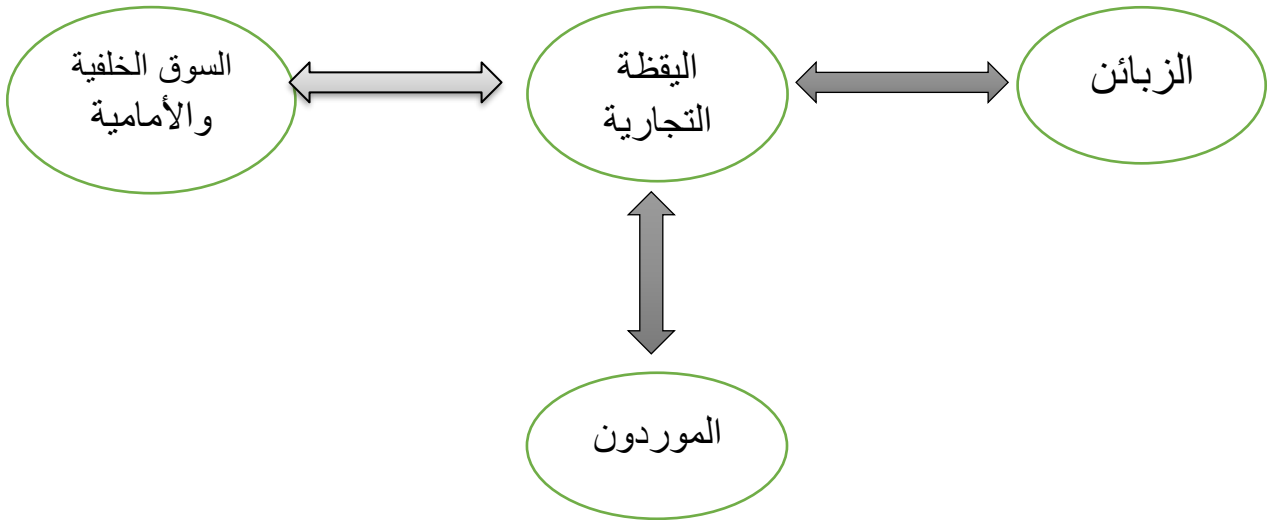 الزبائن
اليقظة
التجارية
السوق الخلفية
والأمامية
الموردون